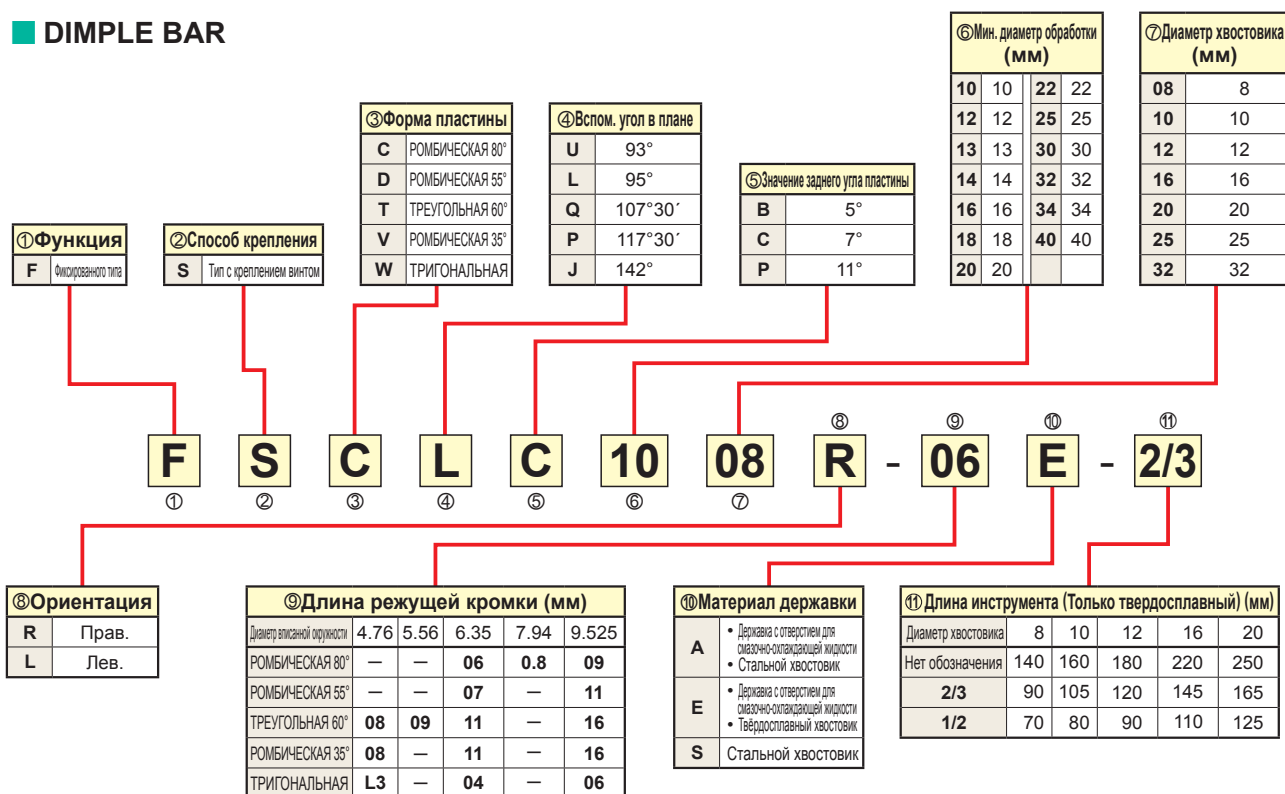 DIMPLE BAR
①Функция
F Фиксированного типа
②Способ крепления
S Тип с креплением винтом
③Форма пластины
C РОМБИЧЕСКАЯ 80°
D РОМБИЧЕСКАЯ 55°
T ТРЕУГОЛЬНАЯ 60°
V РОМБИЧЕСКАЯ 35°
W ТРИГОНАЛЬНАЯ
④Вспом. угол в плане
U 93°
L 95°
Q 107°30´
P 117°30´
J 142°
⑤Значение заднего угла пластины
B 5°
C 7°
P 11°
⑥Мин. диаметр обработки
(мм)
10 10 22 22
12 12 25 25
13 13 30 30
14 14 32 32
16 16 34 34
18 18 40 40
20 20
⑦Диаметр хвостовика
(мм)
08 8
10 10
12 12
16 16
20 20
25 25
32 32
⑧ ⑨ ⑩ ⑪
F S C L C 10 08 R - 06 E - 2/3
① ② ③ ④ ⑤ ⑥ ⑦
⑧Ориентация
R Прав.
L Лев.
⑨Длина режущей кромки (мм)
Диаметр вписанной окружности 4.76 5.56 6.35 7.94 9.525
РОМБИЧЕСКАЯ 80° — — 06 0.8 09
РОМБИЧЕСКАЯ 55° — — 07 — 11
ТРЕУГОЛЬНАЯ 60° 08 09 11 — 16
РОМБИЧЕСКАЯ 35° 08 — 11 — 16
ТРИГОНАЛЬНАЯ L3 — 04 — 06
⑩Материал державки
A • Державка с отверстием для
смазочно-охлаждающей жидкости
• Стальной хвостовик
E • Державка с отверстием для
смазочно-охлаждающей жидкости
• Твёрдосплавный хвостовик
S Стальной хвостовик
⑪ Длина инструмента (Только твердосплавный) (мм)
Диаметр хвостовика 8 10 12 16 20
Нет обозначения 140 160 180 220 250
2/3 90 105 120 145 165
1/2 70 80 90 110 125